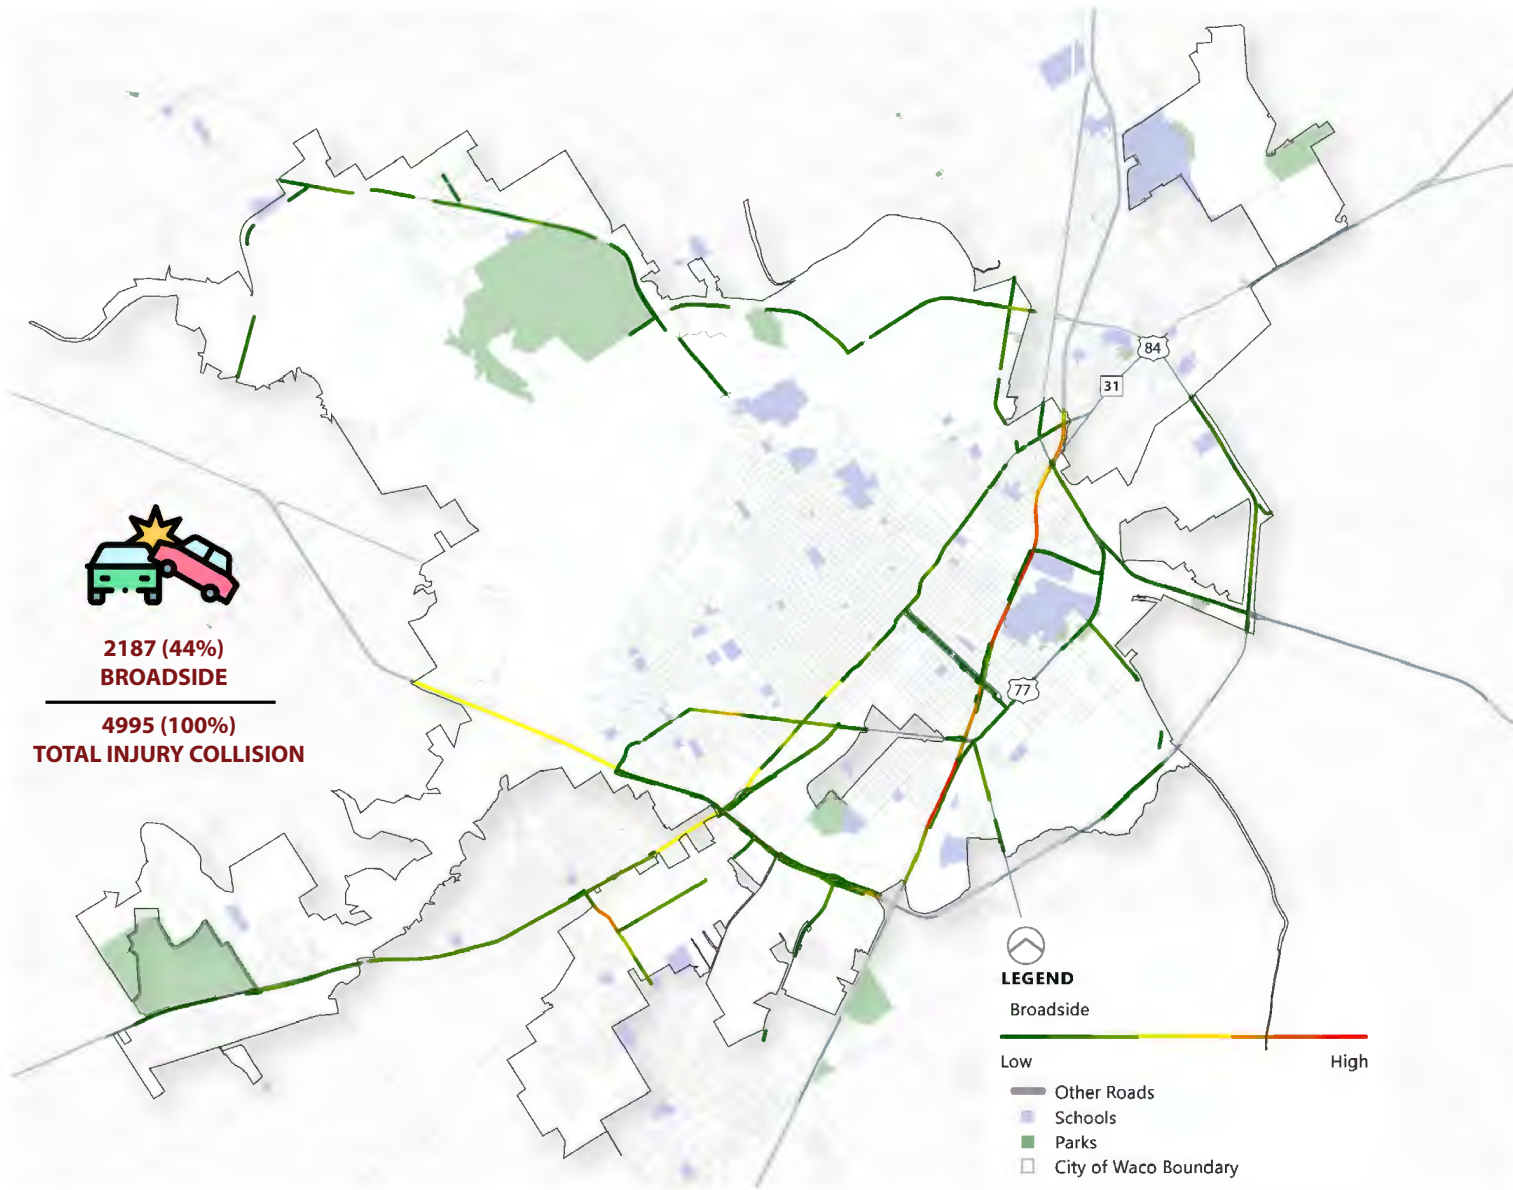 84
31
2187 (44%)
BROADSIDE
4995 (100%)
TOTAL INJURY COLLISION
77
LEGEND
Broadside
Low High
Other Roads
Schools
Parks
City of Waco Boundary